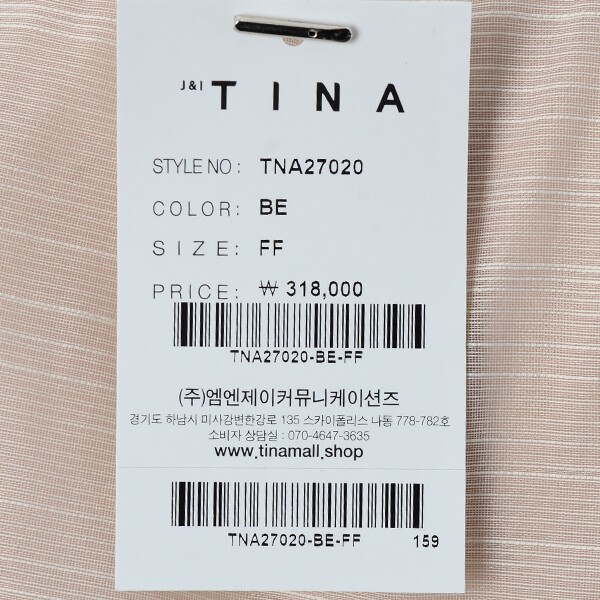 J&I TINA
STYLE NO : TNA27020
COLOR: BE
SIZE: FF
PRICE: ₩ 318,000
TNA27020-BE-FF
(주)엠엔제이커뮤니케이션즈
경기도 하남시 미사강변한강로 135 스카이폴리스 나동 778-782호
소비자 상담실 : 070-4647-3635
www.tinamall.shop
TNA27020-BE-FF 159